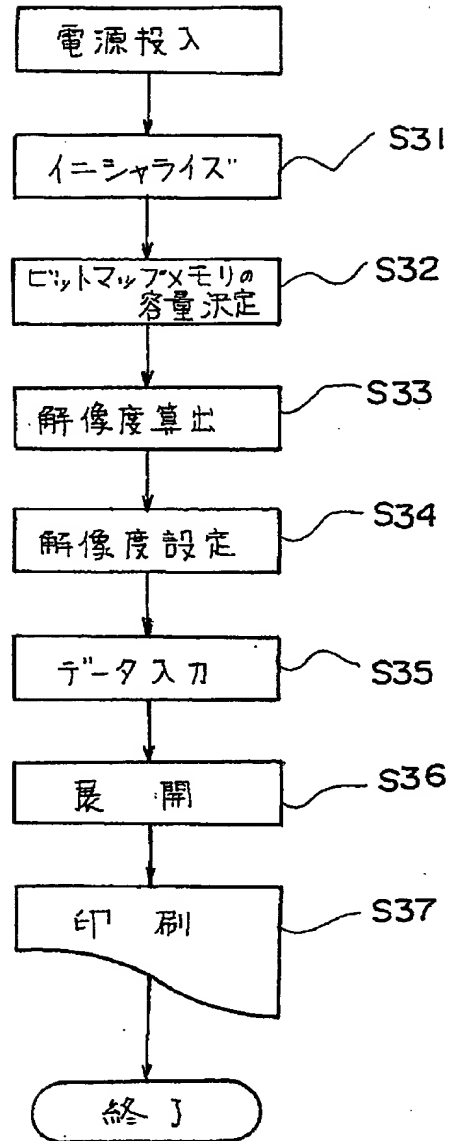 電源投入
イニシャライズ
S31
ビットマップメモリの
容量決定
S32
解像度算出
S33
解像度設定
S34
データ入力
S35
展開
S36
印刷
S37
終了